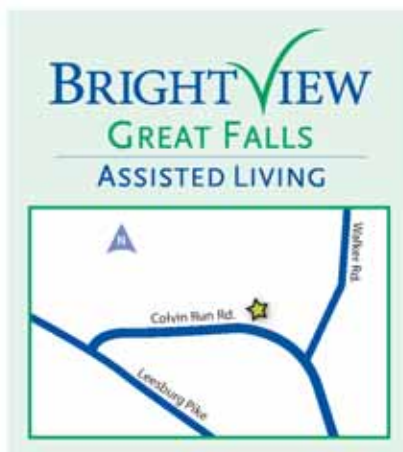 BRIGHTVIEW
GREAT FALLS
ASSISTED LIVING
N
Walker Rd.
Colvin Run Rd.
Leesburg Pike